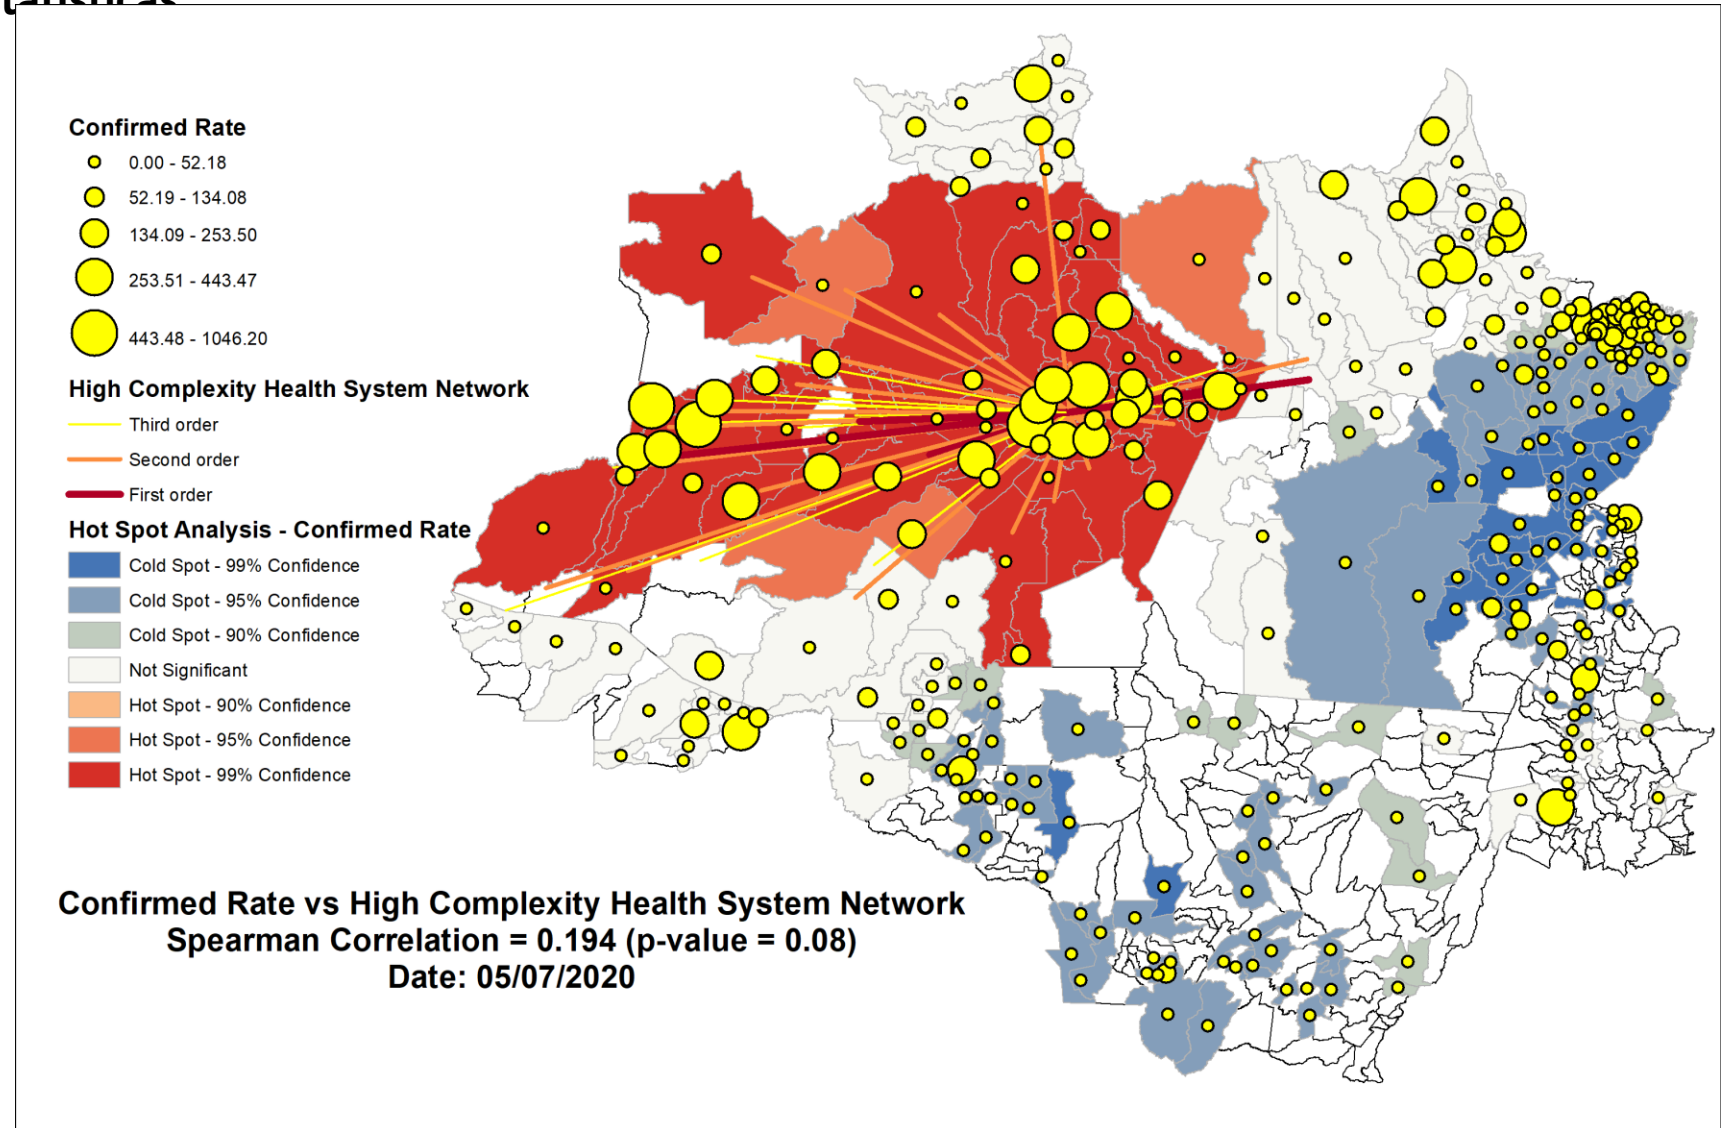 Confirmed Rate
0.00 - 52.18
52.19 - 134.08
134.09 - 253.50
253.51 - 443.47
443.48 - 1046.20
High Complexity Health System Network
Third order
Second order
First order
Hot Spot Analysis - Confirmed Rate
Cold Spot - 99% Confidence
Cold Spot - 95% Confidence
Cold Spot - 90% Confidence
Not Significant
Hot Spot - 90% Confidence
Hot Spot - 95% Confidence
Hot Spot - 99% Confidence
Confirmed Rate vs High Complexity Health System Network
Spearman Correlation = 0.194 (p-value = 0.08)
Date: 05/07/2020